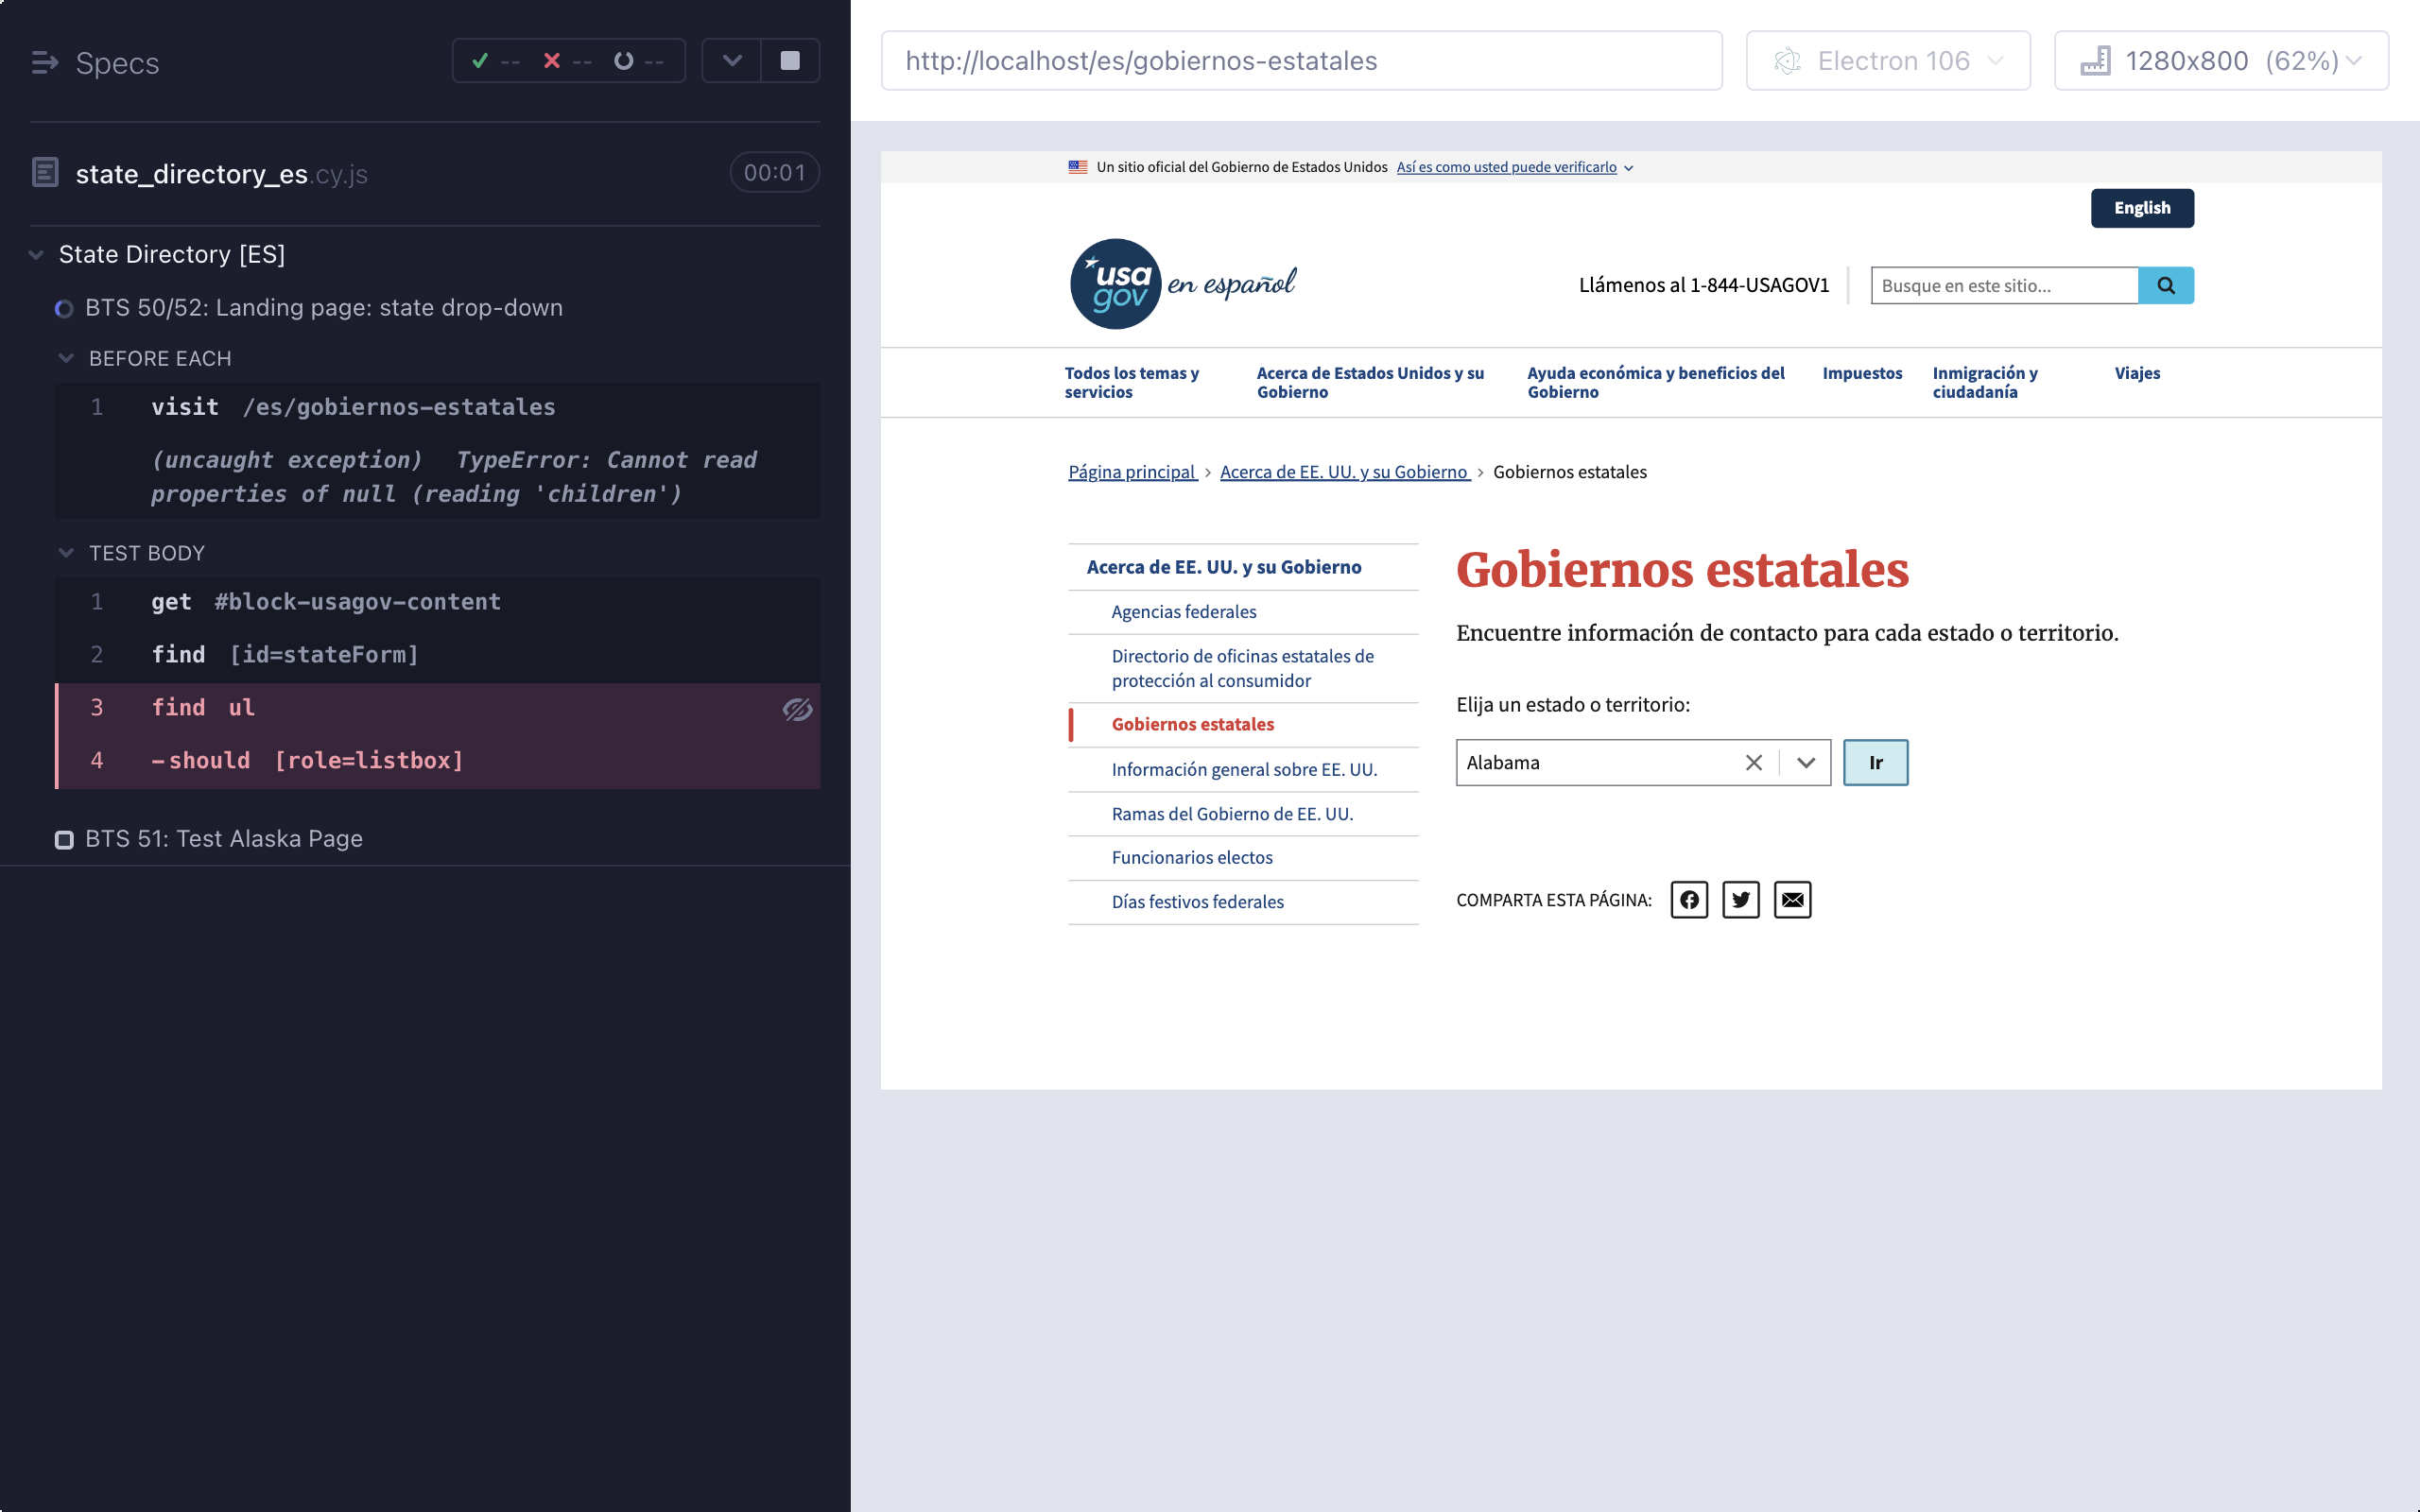 Specs
-- -- --
state_directory_es.cy.js 00:01
State Directory [ES]
BTS 50/52: Landing page: state drop-down
BEFORE EACH
1 visit /es/gobiernos-estatales
(uncaught exception) TypeError: Cannot read
properties of null (reading 'children')
TEST BODY
1 get #block-usagov-content
2 find [id=stateForm]
3 find ul
4 -should [role=listbox]
BTS 51: Test Alaska Page
http://localhost/es/gobiernos-estatales
Electron 106
1280x800 (62%)
Un sitio oficial del Gobierno de Estados Unidos Así es como usted puede verificarlo
English
usa
gov
en español
Llámenos al 1-844-USAGOV1
Busque en este sitio...
Todos los temas y
servicios
Acerca de Estados Unidos y su
Gobierno
Ayuda económica y beneficios del
Gobierno
Impuestos
Inmigración y
ciudadanía
Viajes
Página principal › Acerca de EE. UU. y su Gobierno › Gobiernos estatales
Acerca de EE. UU. y su Gobierno
Agencias federales
Directorio de oficinas estatales de
protección al consumidor
Gobiernos estatales
Información general sobre EE. UU.
Ramas del Gobierno de EE. UU.
Funcionarios electos
Días festivos federales
Gobiernos estatales
Encuentre información de contacto para cada estado o territorio.
Elija un estado o territorio:
Alabama
Ir
COMPARTA ESTA PÁGINA: